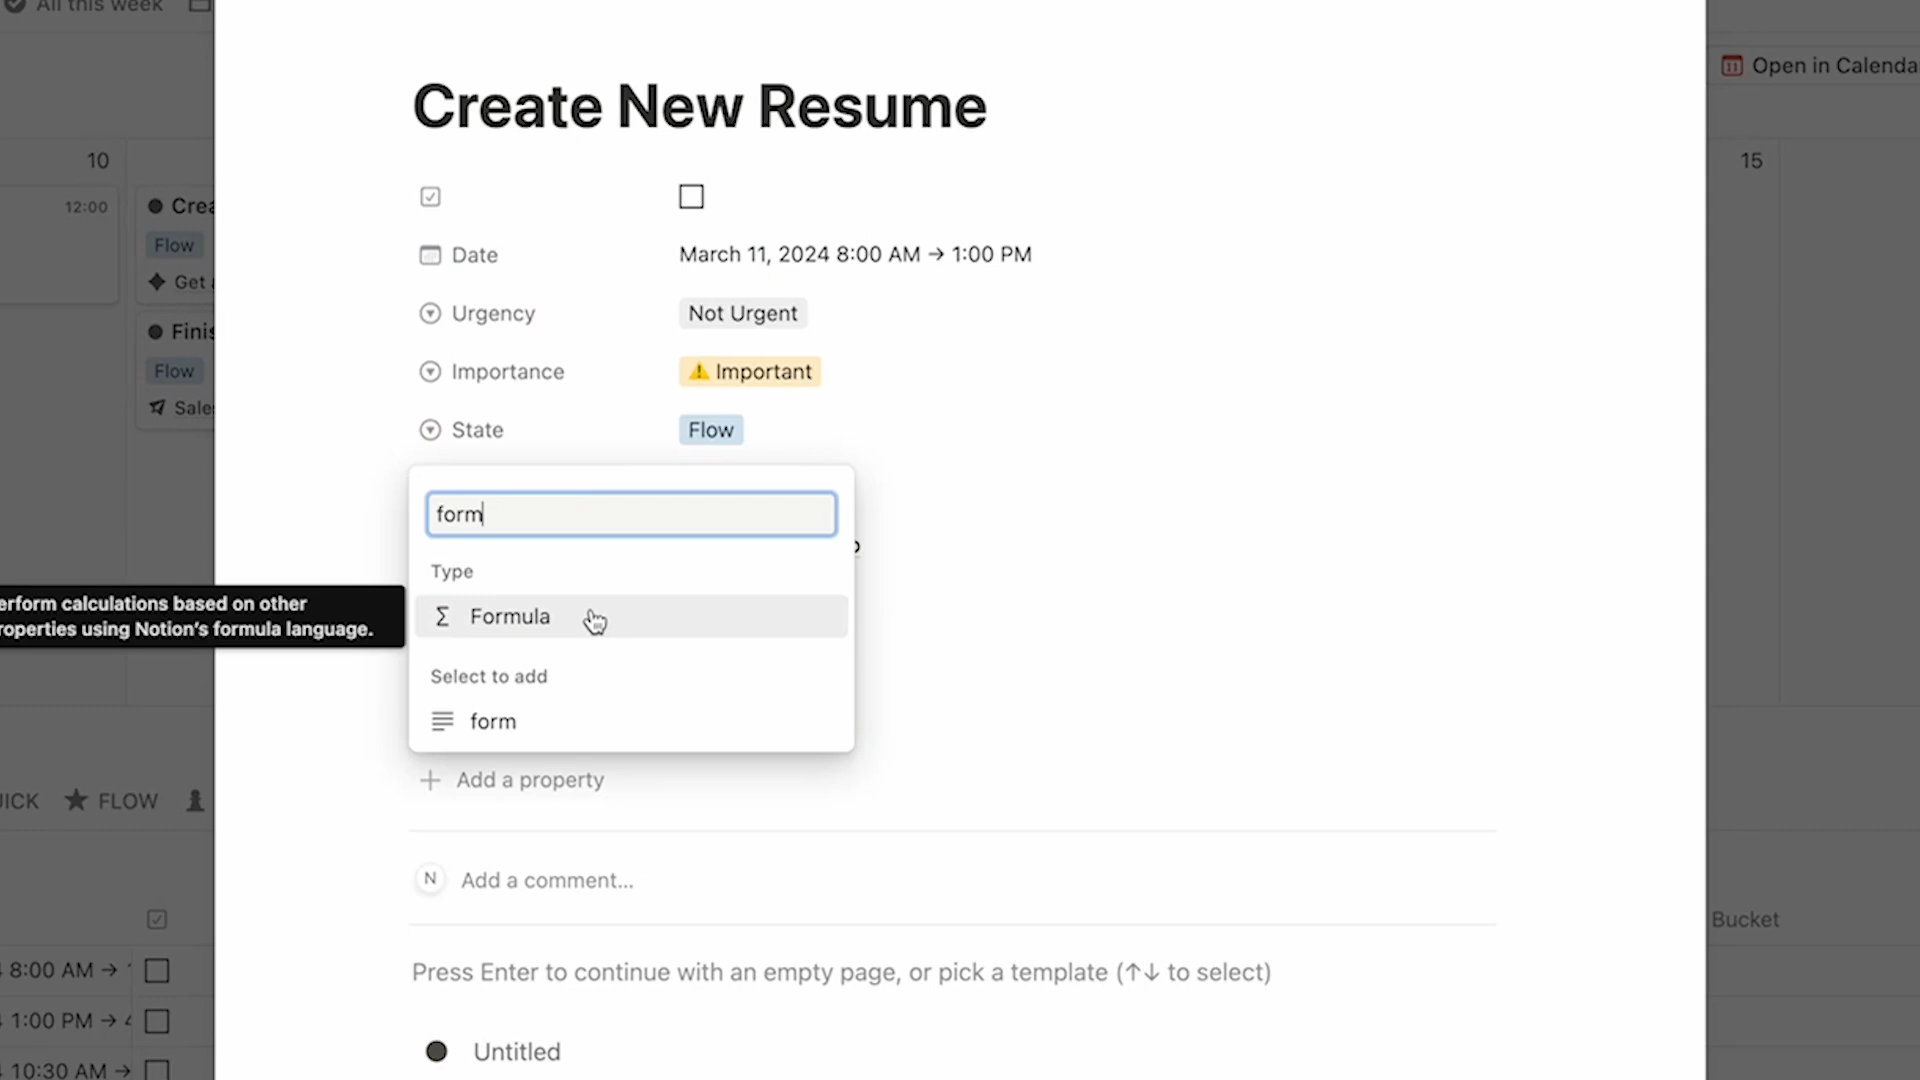 All this week
Open in Calenda
10
15
12:00
Crea
Flow
Get
Finis
Flow
Sales
Create New Resume
Date
March 11, 2024 8:00 AM → 1:00 PM
Urgency
Not Urgent
Importance
⚠️ Important
State
Flow
form
Type
Formula
erform calculations based on other
roperties using Notion's formula language.
Select to add
form
+ Add a property
UICK
FLOW
N
Add a comment...
Bucket
Press Enter to continue with an empty page, or pick a template (↑↓ to select)
8:00 AM →
1:00 PM →
10:30 AM →
Untitled